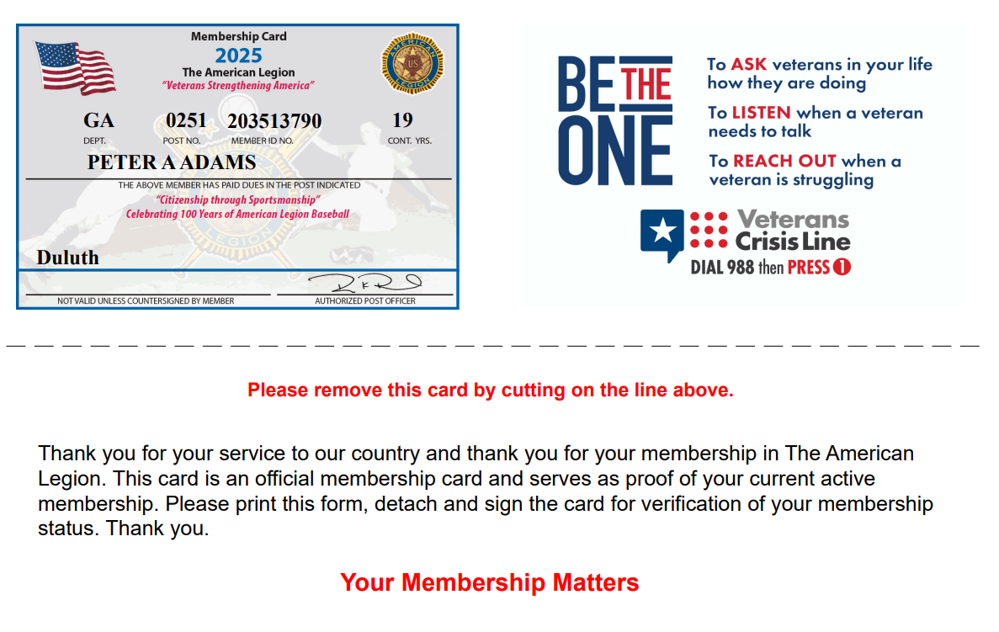 Membership Card
2025
The American Legion
“Veterans Strengthening America”
AMERICAN
US
LEGION
GA 0251 203513790 19
DEPT. POST NO. MEMBER ID NO. CONT. YRS.
PETER A ADAMS
THE ABOVE MEMBER HAS PAID DUES IN THE POST INDICATED
“Citizenship through Sportsmanship”
Celebrating 100 Years of American Legion Baseball
LEGION
Duluth
NOT VALID UNLESS COUNTERSIGNED BY MEMBER
AUTHORIZED POST OFFICER
BE THE
ONE
To ASK veterans in your life
how they are doing
To LISTEN when a veteran
needs to talk
To REACH OUT when a
veteran is struggling
Veterans
Crisis Line
DIAL 988 then PRESS 1
Please remove this card by cutting on the line above.
Thank you for your service to our country and thank you for your membership in The American
Legion. This card is an official membership card and serves as proof of your current active
membership. Please print this form, detach and sign the card for verification of your membership
status. Thank you.
Your Membership Matters